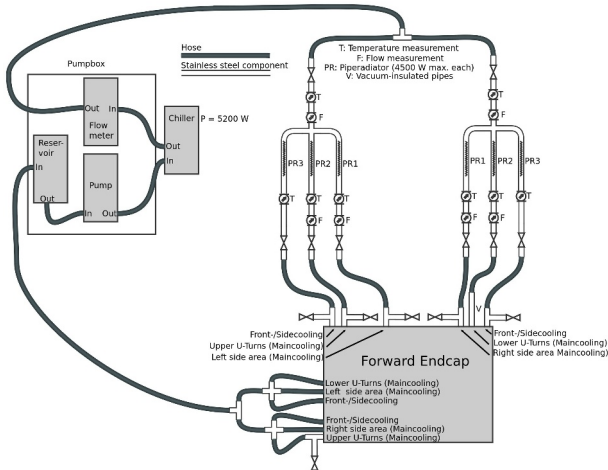 Hose
Stainless steel component
T: Temperature measurement
F: Flow measurement
PR: Piperadiator (4500 W max. each)
V: Vacuum-insulated pipes
Pumpbox
Out In
Flow
meter
Chiller
P = 5200 W
Out
In
Reser-
voir
In
Out
Pump
In Out
T
F
PR3 PR2 PR1
T T
F F
T
F
PR1 PR2 PR3
T T
F F
V
Front-/Sidecooling
Upper U-Turns (Maincooling)
Left side area (Maincooling)
Front-/Sidecooling
Lower U-Turns (Maincooling)
Right side area Maincooling)
Forward Endcap
Lower U-Turns (Maincooling)
Left side area (Maincooling)
Front-/Sidecooling
Front-/Sidecooling
Right side area (Maincooling)
Upper U-Turns (Maincooling)